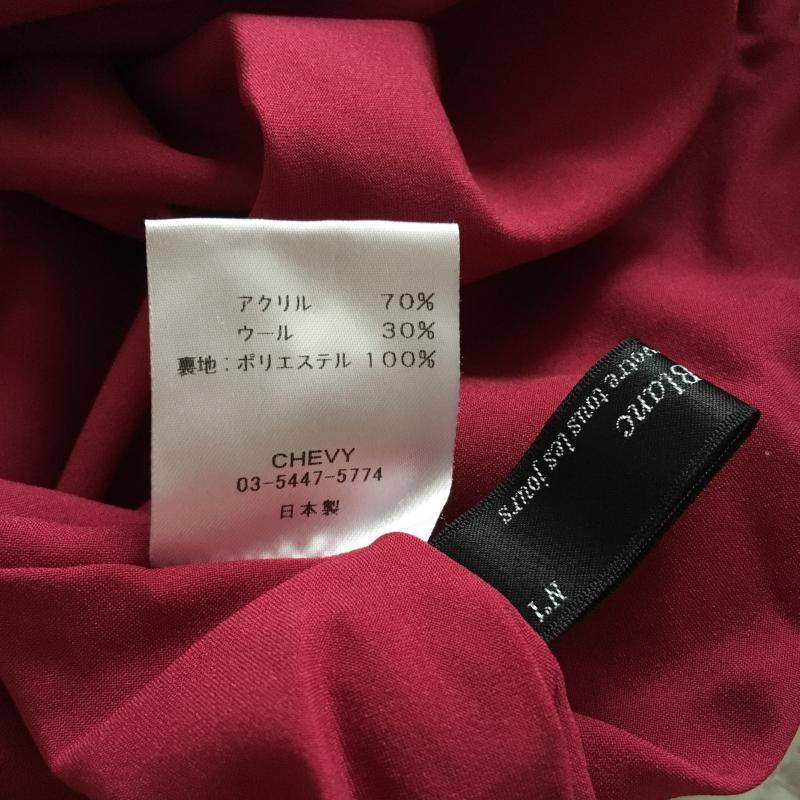 アクリル 70%
ウール 30%
裏地：ポリエステル 100%
CHEVY
03-5447-5774
日本製
Blanc
tous les jours
N°1